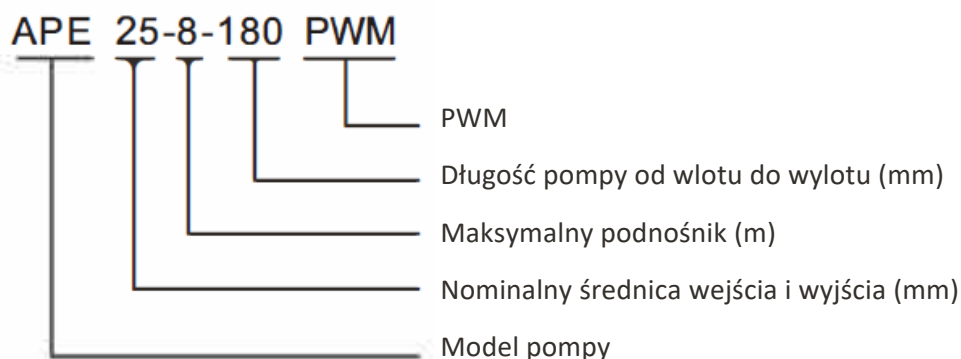 APE 25-8-180 PWM
PWM
Długość pompy od wlotu do wylotu (mm)
Maksymalny podnośnik (m)
Nominalny średnica wejścia i wyjścia (mm)
Model pompy